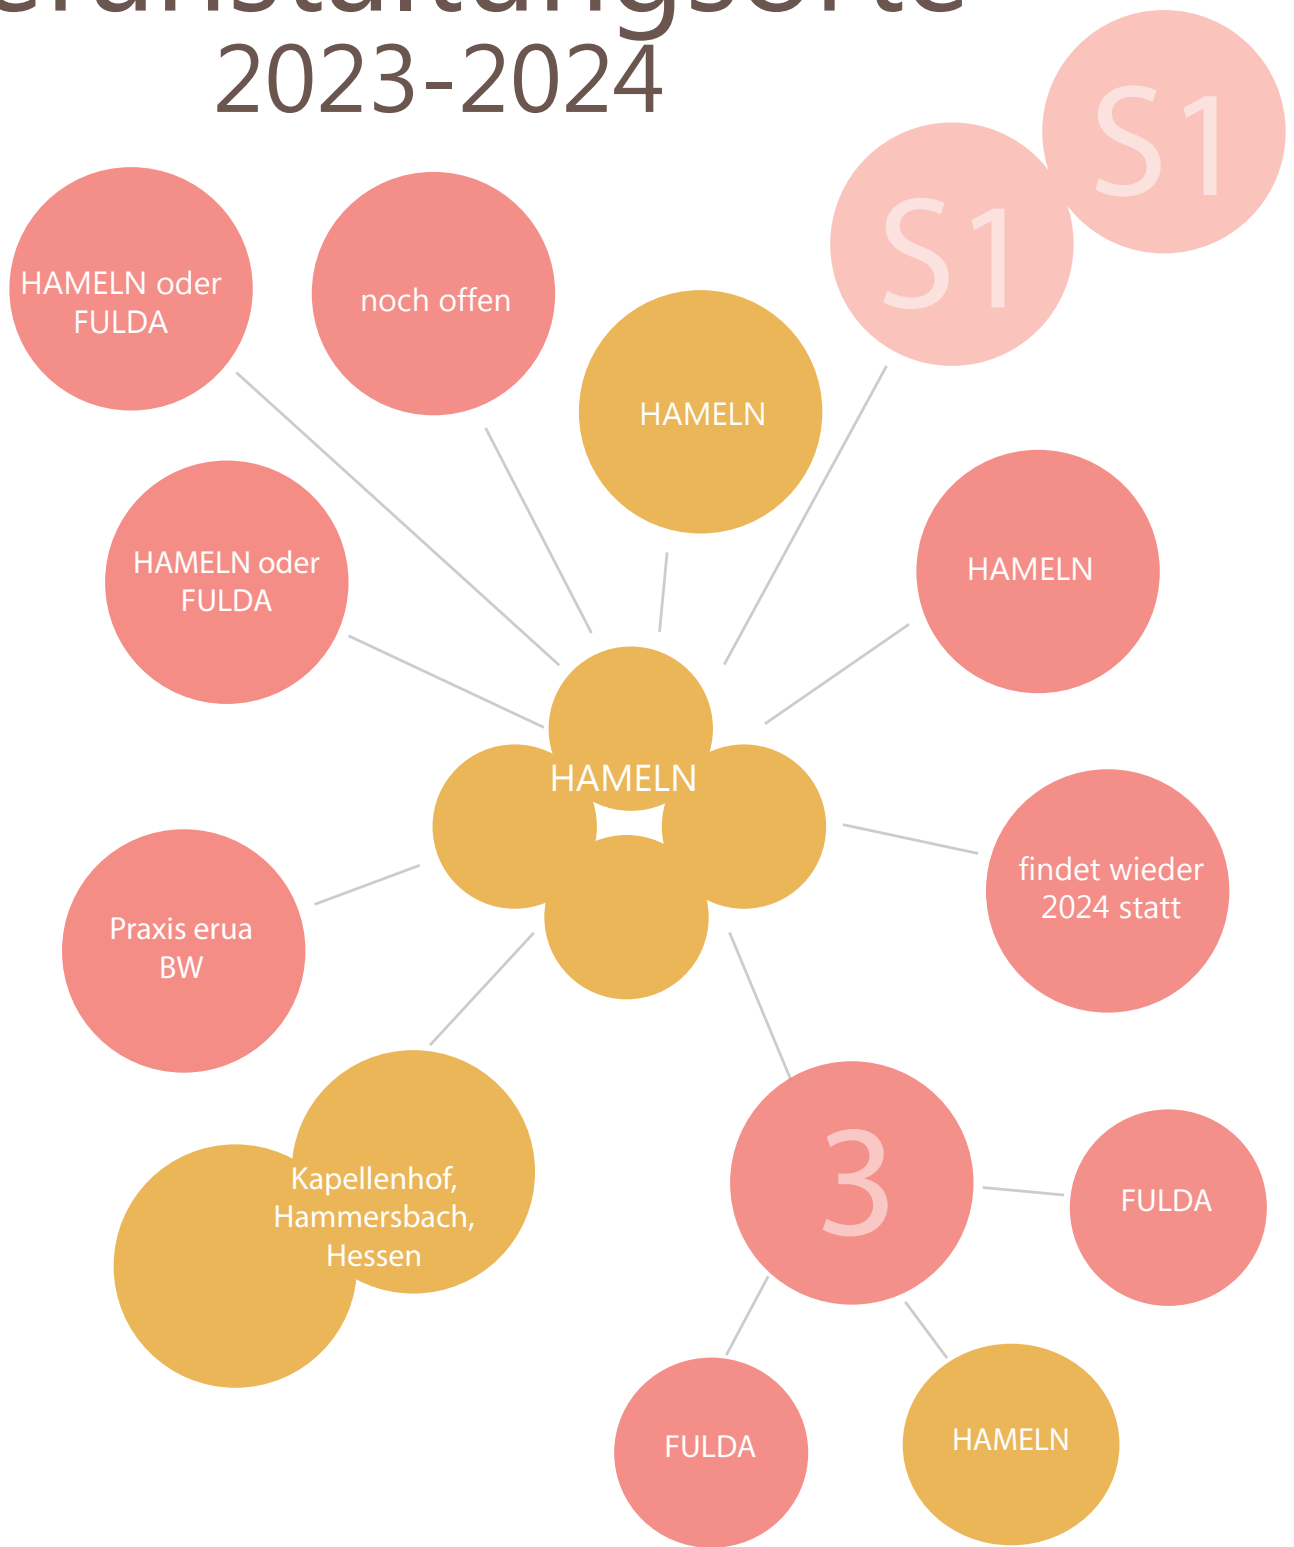 2023-2024
S1
S1
HAMELN oder
FULDA
noch offen
HAMELN
HAMELN oder
FULDA
HAMELN
HAMELN
findet wieder
2024 statt
Praxis erua
BW
Kapellenhof,
Hammersbach,
Hessen
3
FULDA
FULDA
HAMELN